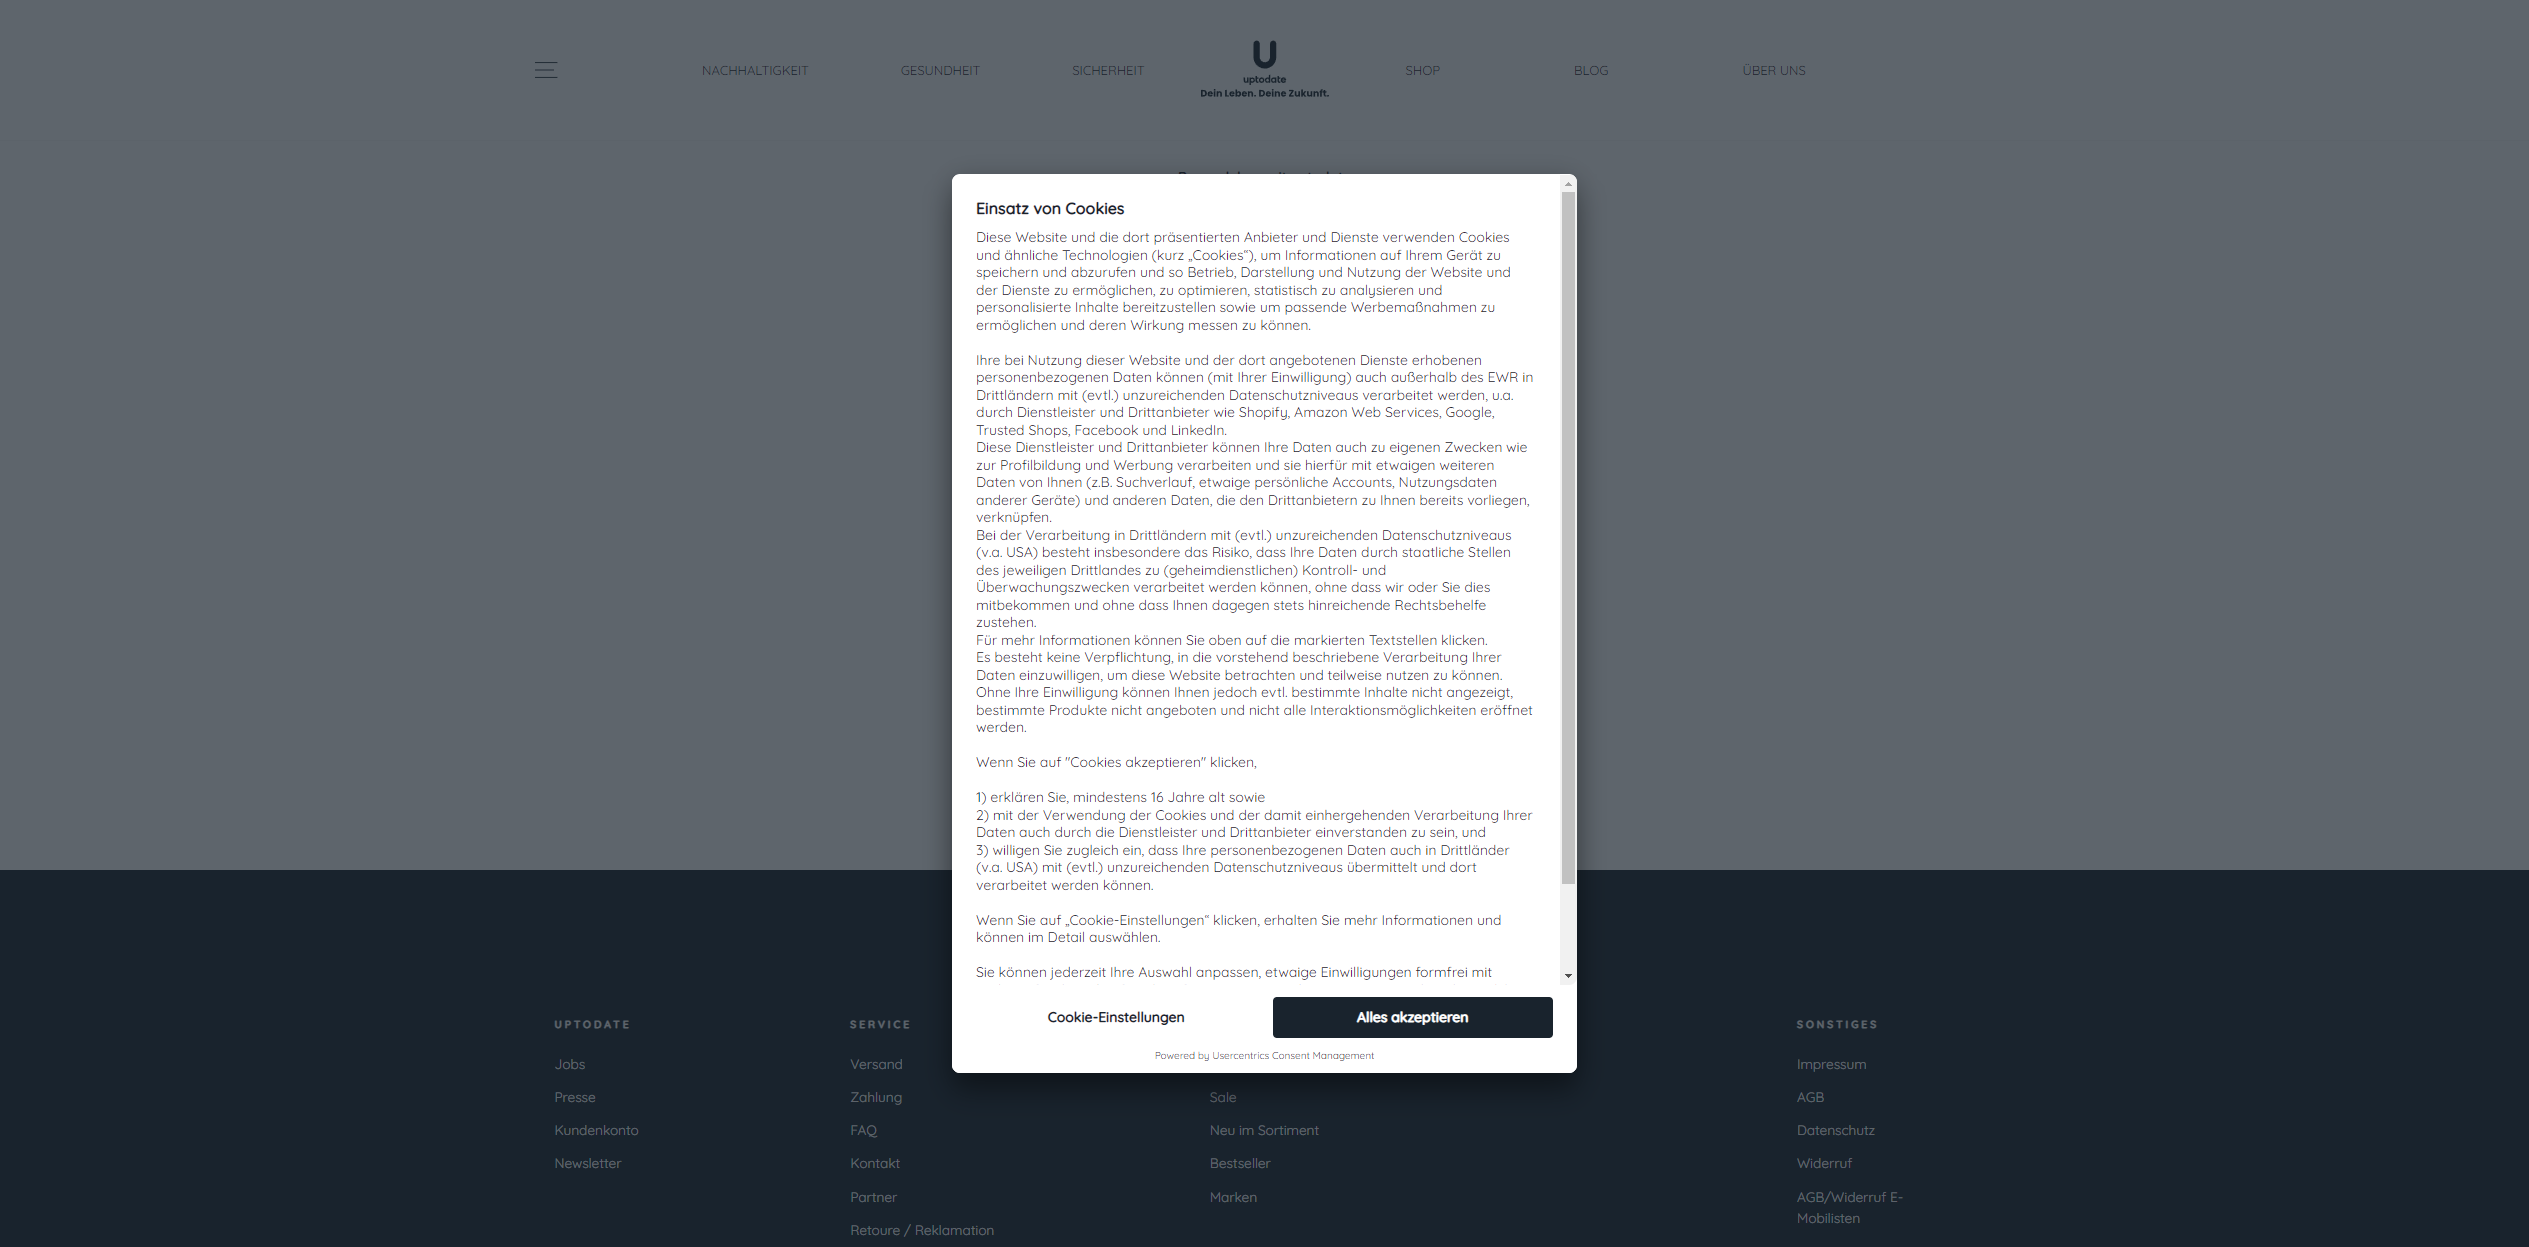 NACHHALTIGKEIT
GESUNDHEIT
SICHERHEIT
U
uptodate
Dein Leben. Deine Zukunft.
SHOP
BLOG
ÜBER UNS
Einsatz von Cookies
Diese Website und die dort präsentierten Anbieter und Dienste verwenden Cookies
und ähnliche Technologien (kurz „Cookies“), um Informationen auf Ihrem Gerät zu
speichern und abzurufen und so Betrieb, Darstellung und Nutzung der Website und
der Dienste zu ermöglichen, zu optimieren, statistisch zu analysieren und
personalisierte Inhalte bereitzustellen sowie um passende Werbemaßnahmen zu
ermöglichen und deren Wirkung messen zu können.
Ihre bei Nutzung dieser Website und der dort angebotenen Dienste erhobenen
personenbezogenen Daten können (mit Ihrer Einwilligung) auch außerhalb des EWR in
Drittländern mit (evtl.) unzureichenden Datenschutzniveaus verarbeitet werden, u.a.
durch Dienstleister und Drittanbieter wie Shopify, Amazon Web Services, Google,
Trusted Shops, Facebook und LinkedIn.
Diese Dienstleister und Drittanbieter können Ihre Daten auch zu eigenen Zwecken wie
zur Profilbildung und Werbung verarbeiten und sie hierfür mit etwaigen weiteren
Daten von Ihnen (z.B. Suchverlauf, etwaige persönliche Accounts, Nutzungsdaten
anderer Geräte) und anderen Daten, die den Drittanbietern zu Ihnen bereits vorliegen,
verknüpfen.
Bei der Verarbeitung in Drittländern mit (evtl.) unzureichenden Datenschutzniveaus
(v.a. USA) besteht insbesondere das Risiko, dass Ihre Daten durch staatliche Stellen
des jeweiligen Drittlandes zu (geheimdienstlichen) Kontroll- und
Überwachungszwecken verarbeitet werden können, ohne dass wir oder Sie dies
mitbekommen und ohne dass Ihnen dagegen stets hinreichende Rechtsbehelfe
zustehen.
Für mehr Informationen können Sie oben auf die markierten Textstellen klicken.
Es besteht keine Verpflichtung, in die vorstehend beschriebene Verarbeitung Ihrer
Daten einzuwilligen, um diese Website betrachten und teilweise nutzen zu können.
Ohne Ihre Einwilligung können Ihnen jedoch evtl. bestimmte Inhalte nicht angezeigt,
bestimmte Produkte nicht angeboten und nicht alle Interaktionsmöglichkeiten eröffnet
werden.
Wenn Sie auf "Cookies akzeptieren" klicken,
1) erklären Sie, mindestens 16 Jahre alt sowie
2) mit der Verwendung der Cookies und der damit einhergehenden Verarbeitung Ihrer
Daten auch durch die Dienstleister und Drittanbieter einverstanden zu sein, und
3) willigen Sie zugleich ein, dass Ihre personenbezogenen Daten auch in Drittländer
(v.a. USA) mit (evtl.) unzureichenden Datenschutzniveaus übermittelt und dort
verarbeitet werden können.
Wenn Sie auf „Cookie-Einstellungen“ klicken, erhalten Sie mehr Informationen und
können im Detail auswählen.
Sie können jederzeit Ihre Auswahl anpassen, etwaige Einwilligungen formfrei mit
Cookie-Einstellungen
Alles akzeptieren
Powered by Usercentrics Consent Management
UPTODATE
Jobs
Presse
Kundenkonto
Newsletter
SERVICE
Versand
Zahlung
FAQ
Kontakt
Partner
Retoure / Reklamation
Sale
Neu im Sortiment
Bestseller
Marken
SONSTIGES
Impressum
AGB
Datenschutz
Widerruf
AGB/Widerruf E-
Mobilisten